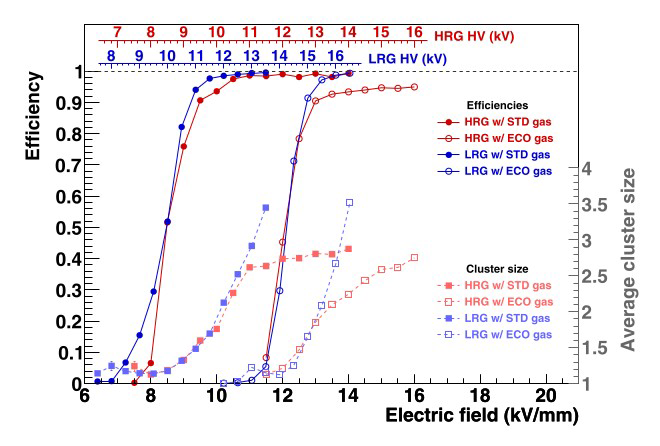 7 8 9 10 11 12 13 14 15 16 HRG HV (kV)
8 9 10 11 12 13 14 15 16 LRG HV (kV)
Efficiency
1
0.9
0.8
0.7
0.6
0.5
0.4
0.3
0.2
0.1
0
Efficiencies
HRG w/ STD gas
HRG w/ ECO gas
LRG w/ STD gas
LRG w/ ECO gas
Cluster size
HRG w/ STD gas
HRG w/ ECO gas
LRG w/ STD gas
LRG w/ ECO gas
4
3.5
3
2.5
2
1.5
1
Average cluster size
6 8 10 12 14 16 18 20
Electric field (kV/mm)